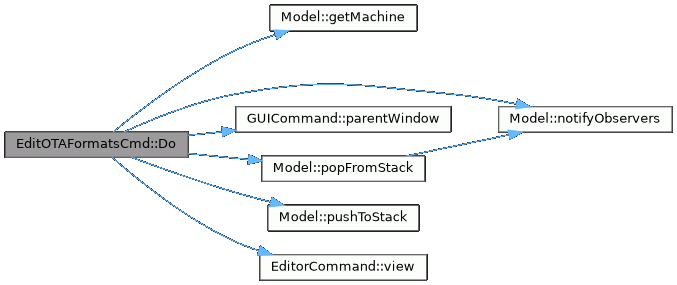 Model::getMachine
GUICommand::parentWindow
Model::notifyObservers
EditOTAFormatsCmd::Do
Model::popFromStack
Model::pushToStack
EditorCommand::view